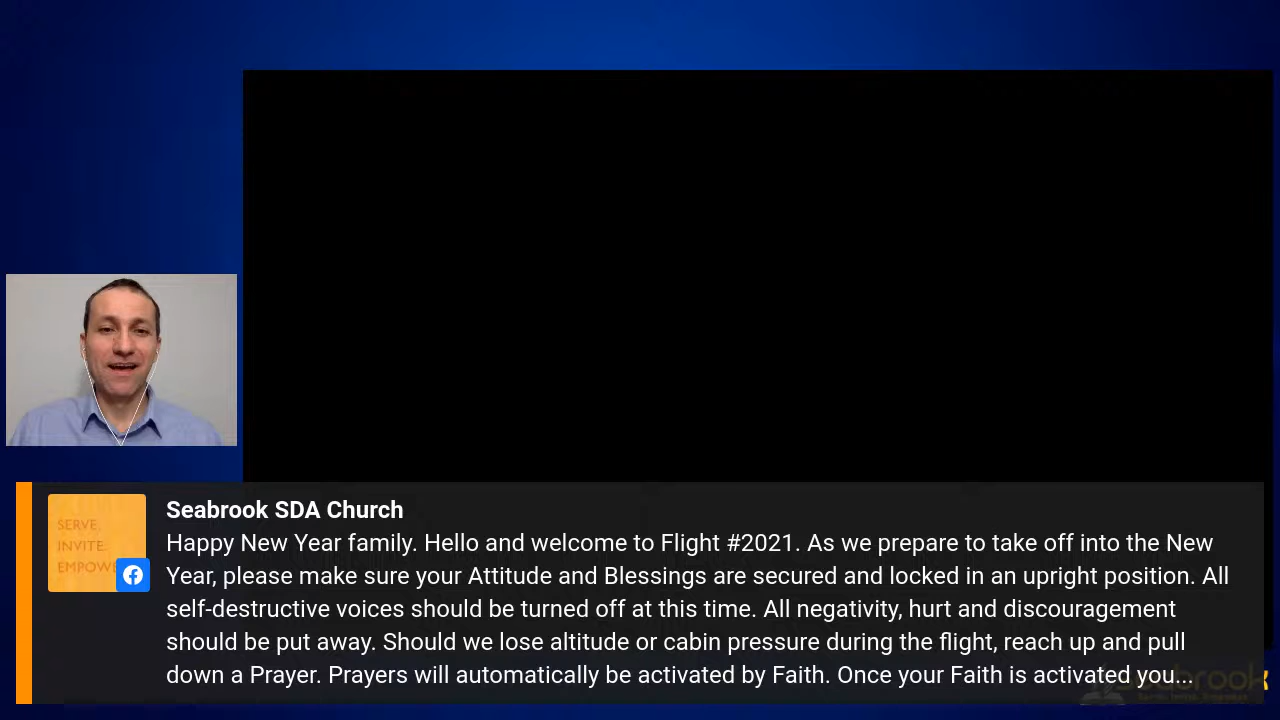 Seabrook SDA Church
SERVE.
INVITE.
EMPOWE
Happy New Year family. Hello and welcome to Flight #2021. As we prepare to take off into the New
Year, please make sure your Attitude and Blessings are secured and locked in an upright position. All
self-destructive voices should be turned off at this time. All negativity, hurt and discouragement
should be put away. Should we lose altitude or cabin pressure during the flight, reach up and pull
down a Prayer. Prayers will automatically be activated by Faith. Once your Faith is activated you...
Seabrook